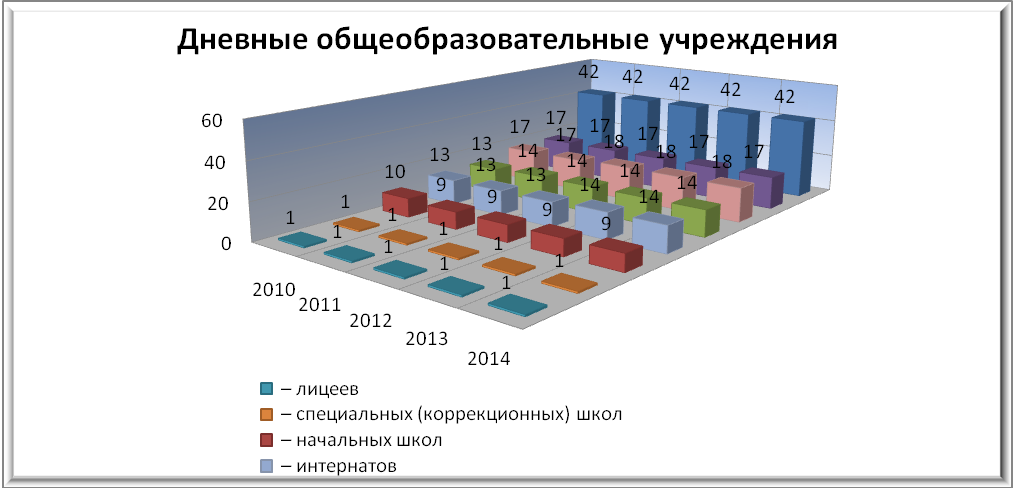 Дневные общеобразовательные учреждения
42 42 42 42 42
17 17 17 17 17
17 17 18 18 18
13 14 14 14 14
13 13 13 14 14
10 9 9 9 9
1 1 1 1 1
1 1 1 1 1
60
40
20
0
2010
2011
2012
2013
2014
– лицеев
– специальных (коррекционных) школ
– начальных школ
– интернатов